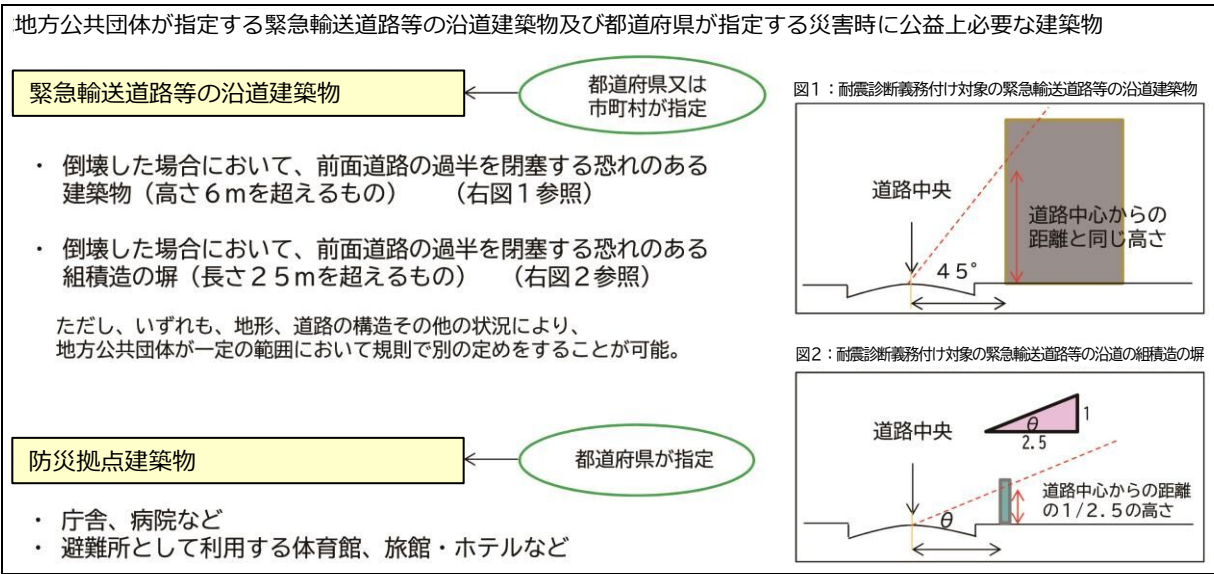 地方公共団体が指定する緊急輸送道路等の沿道建築物及び都道府県が指定する災害時に公益上必要な建築物
緊急輸送道路等の沿道建築物
都道府県又は
市町村が指定
・ 倒壊した場合において、前面道路の過半を閉塞する恐れのある
建築物（高さ６ｍを超えるもの） （右図１参照）
・ 倒壊した場合において、前面道路の過半を閉塞する恐れのある
組積造の塀（長さ２５ｍを超えるもの） （右図２参照）
ただし、いずれも、地形、道路の構造その他の状況により、
地方公共団体が一定の範囲において規則で別の定めをすることが可能。
防災拠点建築物
都道府県が指定
・ 庁舎、病院など
・ 避難所として利用する体育館、旅館・ホテルなど
図１：耐震診断義務付け対象の緊急輸送道路等の沿道建築物
道路中央
道路中心からの
距離と同じ高さ
４５°
図２：耐震診断義務付け対象の緊急輸送道路等の沿道の組積造の塀
道路中央
θ
1
2.5
道路中心からの距離
の１/２.５の高さ
θ